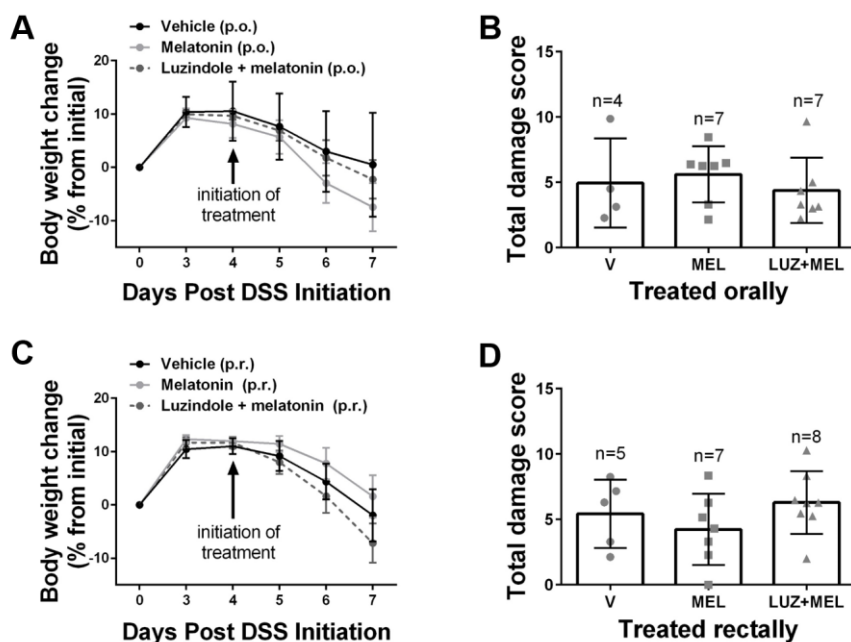 A
Vehicle (p.o.)
Melatonin (p.o.)
Luzindole + melatonin (p.o.)
Body weight change
(% from initial)
20
10
0
-10
initiation of
treatment
0 3 4 5 6 7
Days Post DSS Initiation
B
Total damage score
15
10
5
0
n=4
n=7
n=7
V MEL LUZ+MEL
Treated orally
C
Vehicle (p.r.)
Melatonin (p.r.)
Luzindole + melatonin (p.r.)
Body weight change
(% from initial)
20
10
0
-10
initiation of
treatment
0 3 4 5 6 7
Days Post DSS Initiation
D
Total damage score
15
10
5
0
n=5
n=7
n=8
V MEL LUZ+MEL
Treated rectally